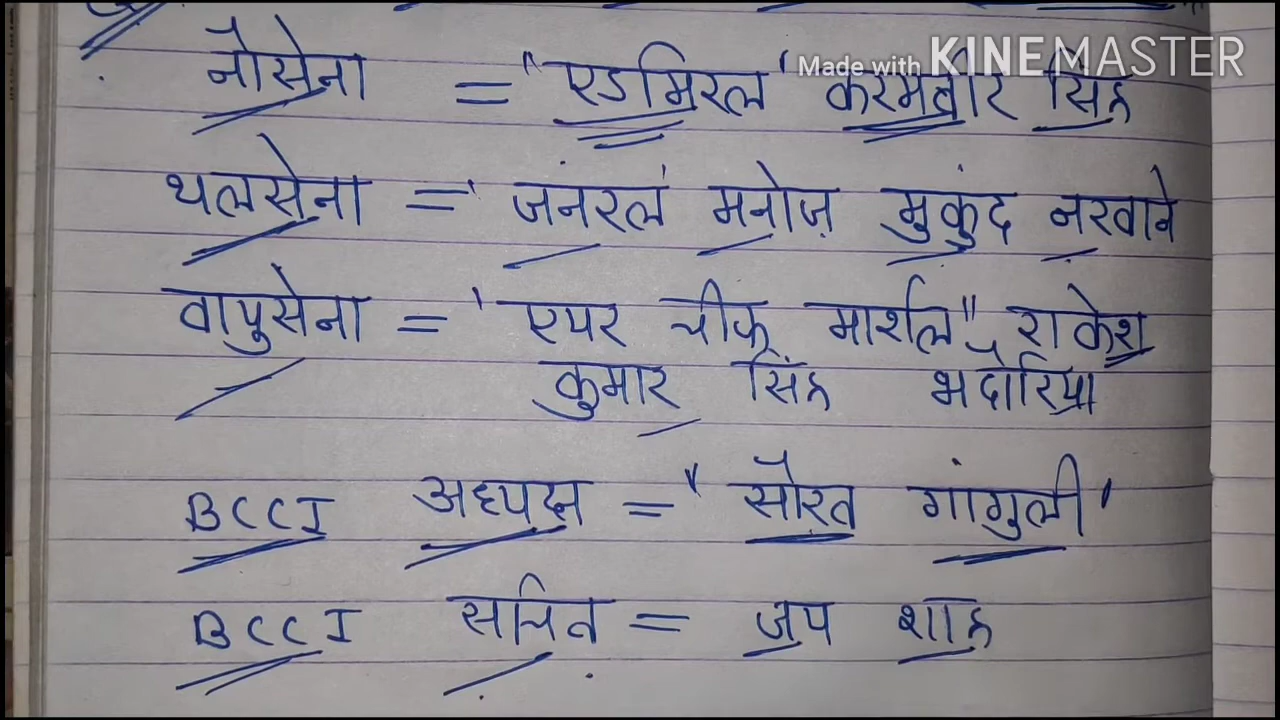 Made with KINEMASTER
नौसेना = "एडमिरल" करमबीर सिंह
थलसेना = 'जनरल' मनोज़ मुकुंद नरवाने
वायुसेना = 'एयर चीफ मार्शल" राकेश
कुमार सिंह भदौरिया
BCCI अध्यक्ष = "सौरव गांगुली'
BCCI सचिव = जय शाह